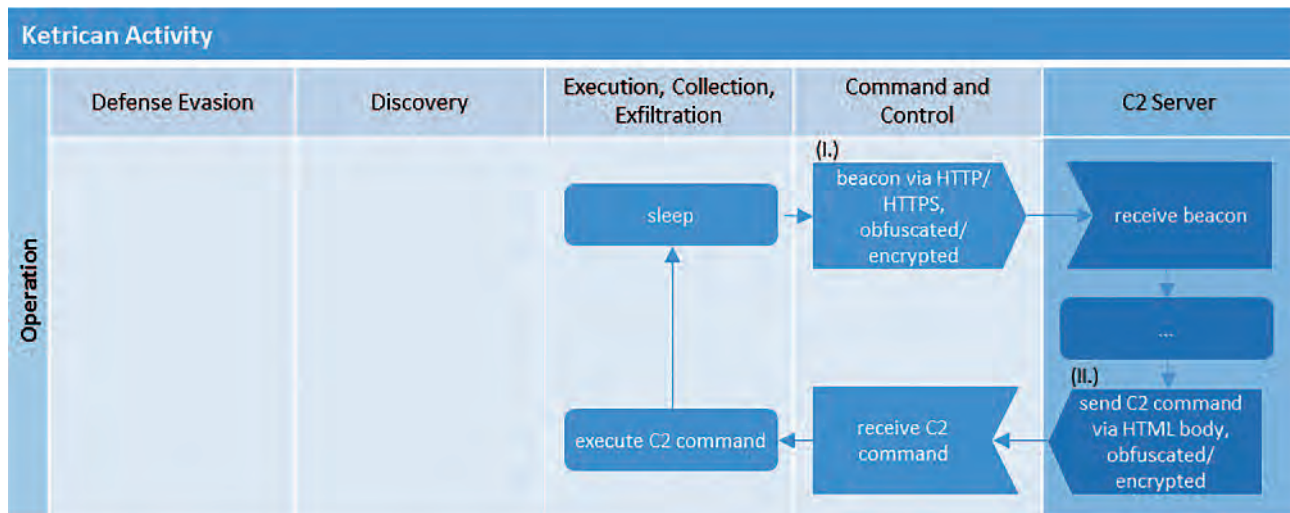 Ketrican Activity
Defense Evasion
Discovery
Execution, Collection,
Exfiltration
Command and
Control
C2 Server
Operation
sleep
(I.)
beacon via HTTP/
HTTPS,
obfuscated/
encrypted
receive beacon
...
(II.)
send C2 command
via HTML body,
obfuscated/
encrypted
receive C2
command
execute C2 command